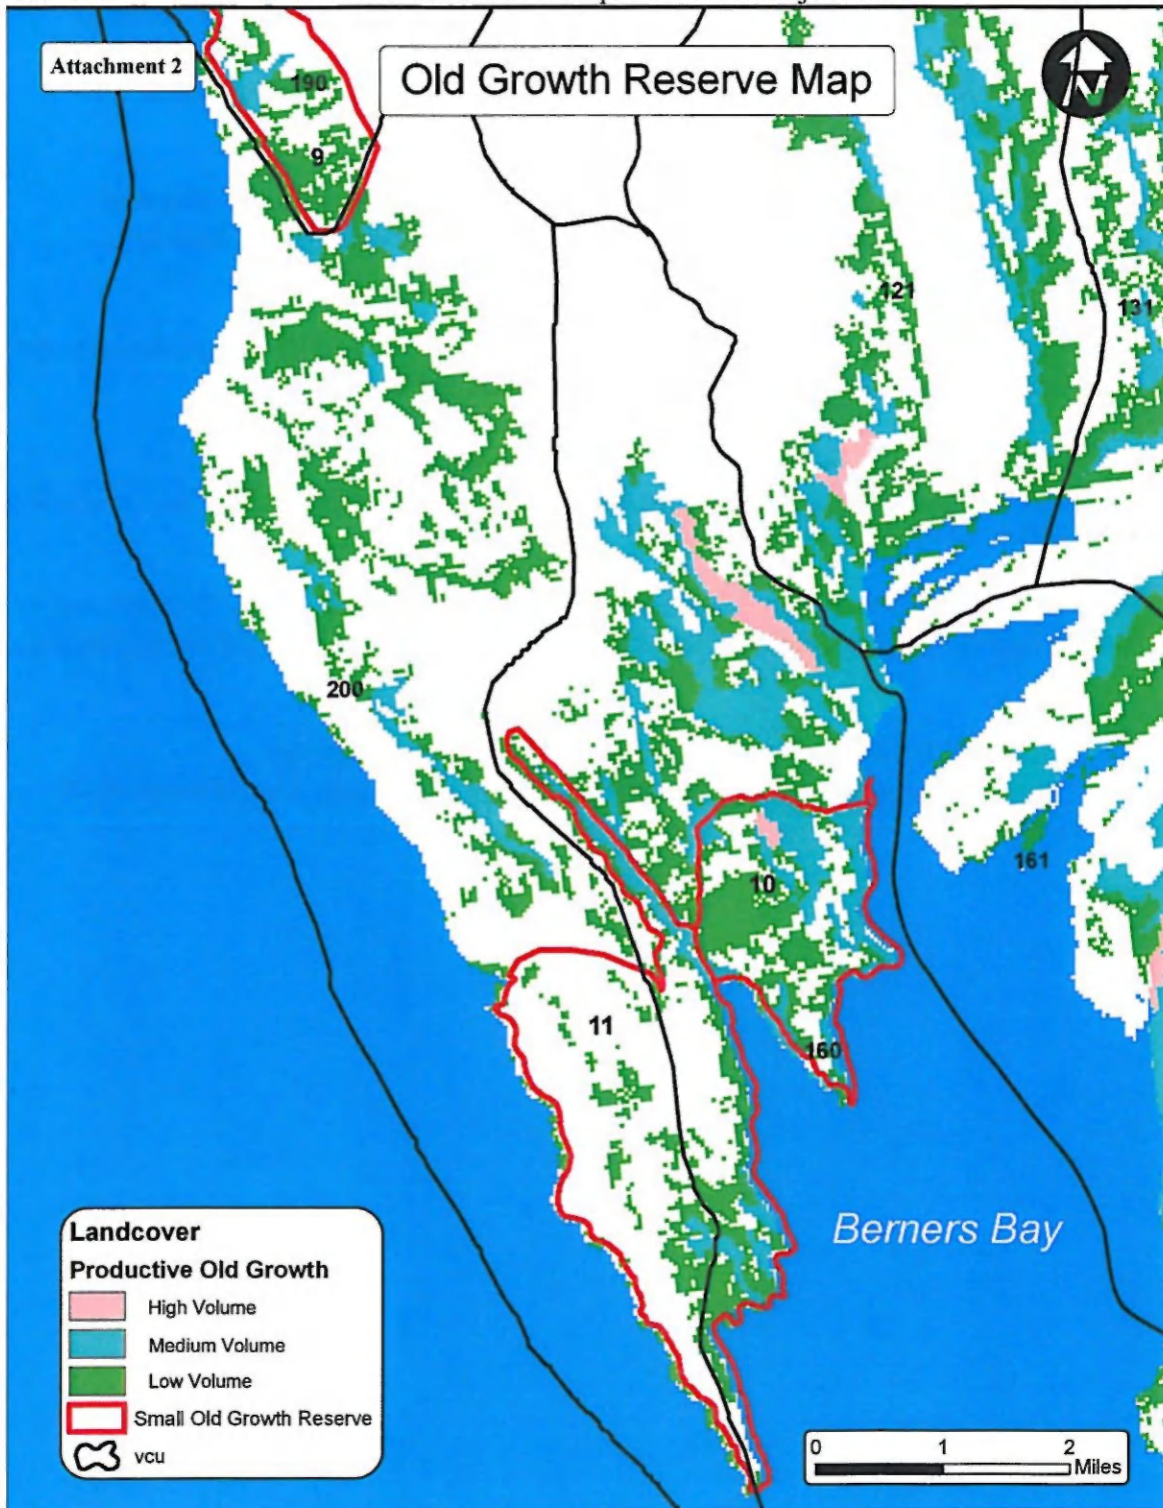 Attachment 2
Old Growth Reserve Map
N
190
9
121
131
200
10
161
11
160
Berners Bay
Landcover
Productive Old Growth
High Volume
Medium Volume
Low Volume
Small Old Growth Reserve
vcu
0 1 2
Miles